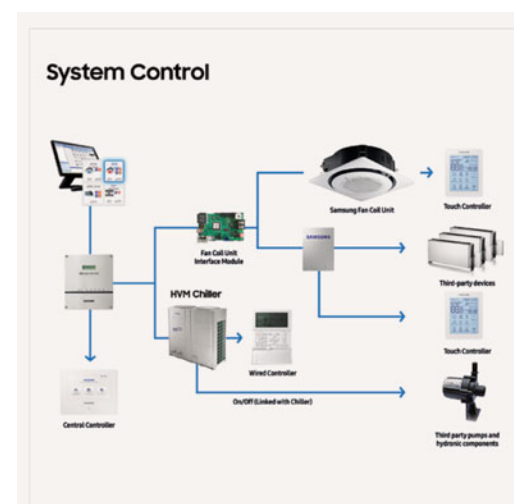 System Control
Samsung Fan Coil Unit
Touch Controller
Fan Coil Unit
Interface Module
SAMSUNG
Third-party devices
HVM Chiller
Touch Controller
Wired Controller
On/Off (Linked with Chiller)
Central Controller
Third party pumps and
hydronic components